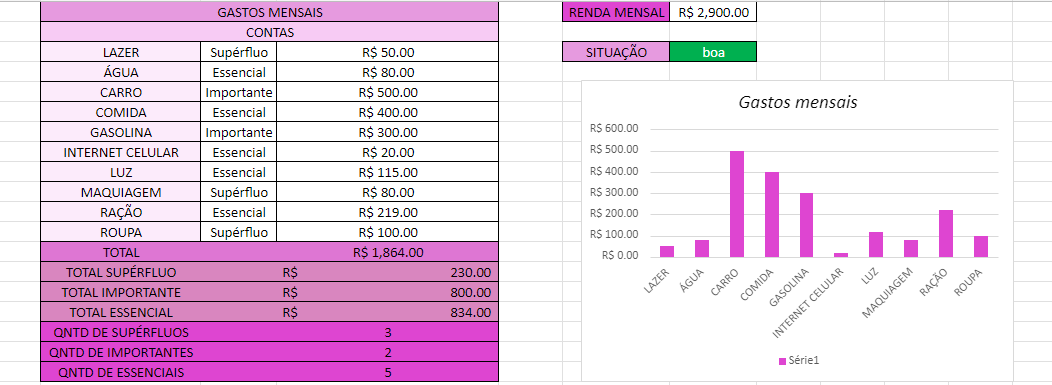 GASTOS MENSAIS
CONTAS
LAZER Supérfluo R$ 50.00
ÁGUA Essencial R$ 80.00
CARRO Importante R$ 500.00
COMIDA Essencial R$ 400.00
GASOLINA Importante R$ 300.00
INTERNET CELULAR Essencial R$ 20.00
LUZ Essencial R$ 115.00
MAQUIAGEM Supérfluo R$ 80.00
RAÇÃO Essencial R$ 219.00
ROUPA Supérfluo R$ 100.00
TOTAL R$ 1,864.00
TOTAL SUPÉRFLUO R$ 230.00
TOTAL IMPORTANTE R$ 800.00
TOTAL ESSENCIAL R$ 834.00
QNTD DE SUPÉRFLUOS 3
QNTD DE IMPORTANTES 2
QNTD DE ESSENCIAIS 5
RENDA MENSAL R$ 2,900.00
SITUAÇÃO boa
Gastos mensais
R$ 600.00
R$ 500.00
R$ 400.00
R$ 300.00
R$ 200.00
R$ 100.00
R$ 0.00
LAZER ÁGUA CARRO COMIDA GASOLINA INTERNET CELULAR LUZ MAQUIAGEM RAÇÃO ROUPA
Série1